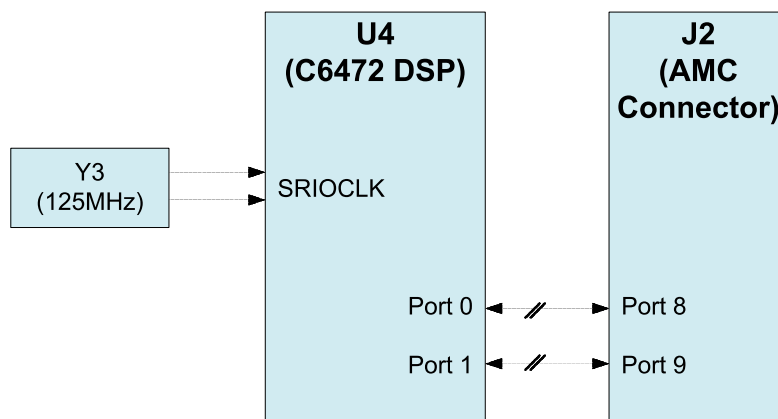 U4
(C6472 DSP)
J2
(AMC
Connector)
Y3
(125MHz)
SRIOCLK
Port 0
Port 8
Port 1
Port 9